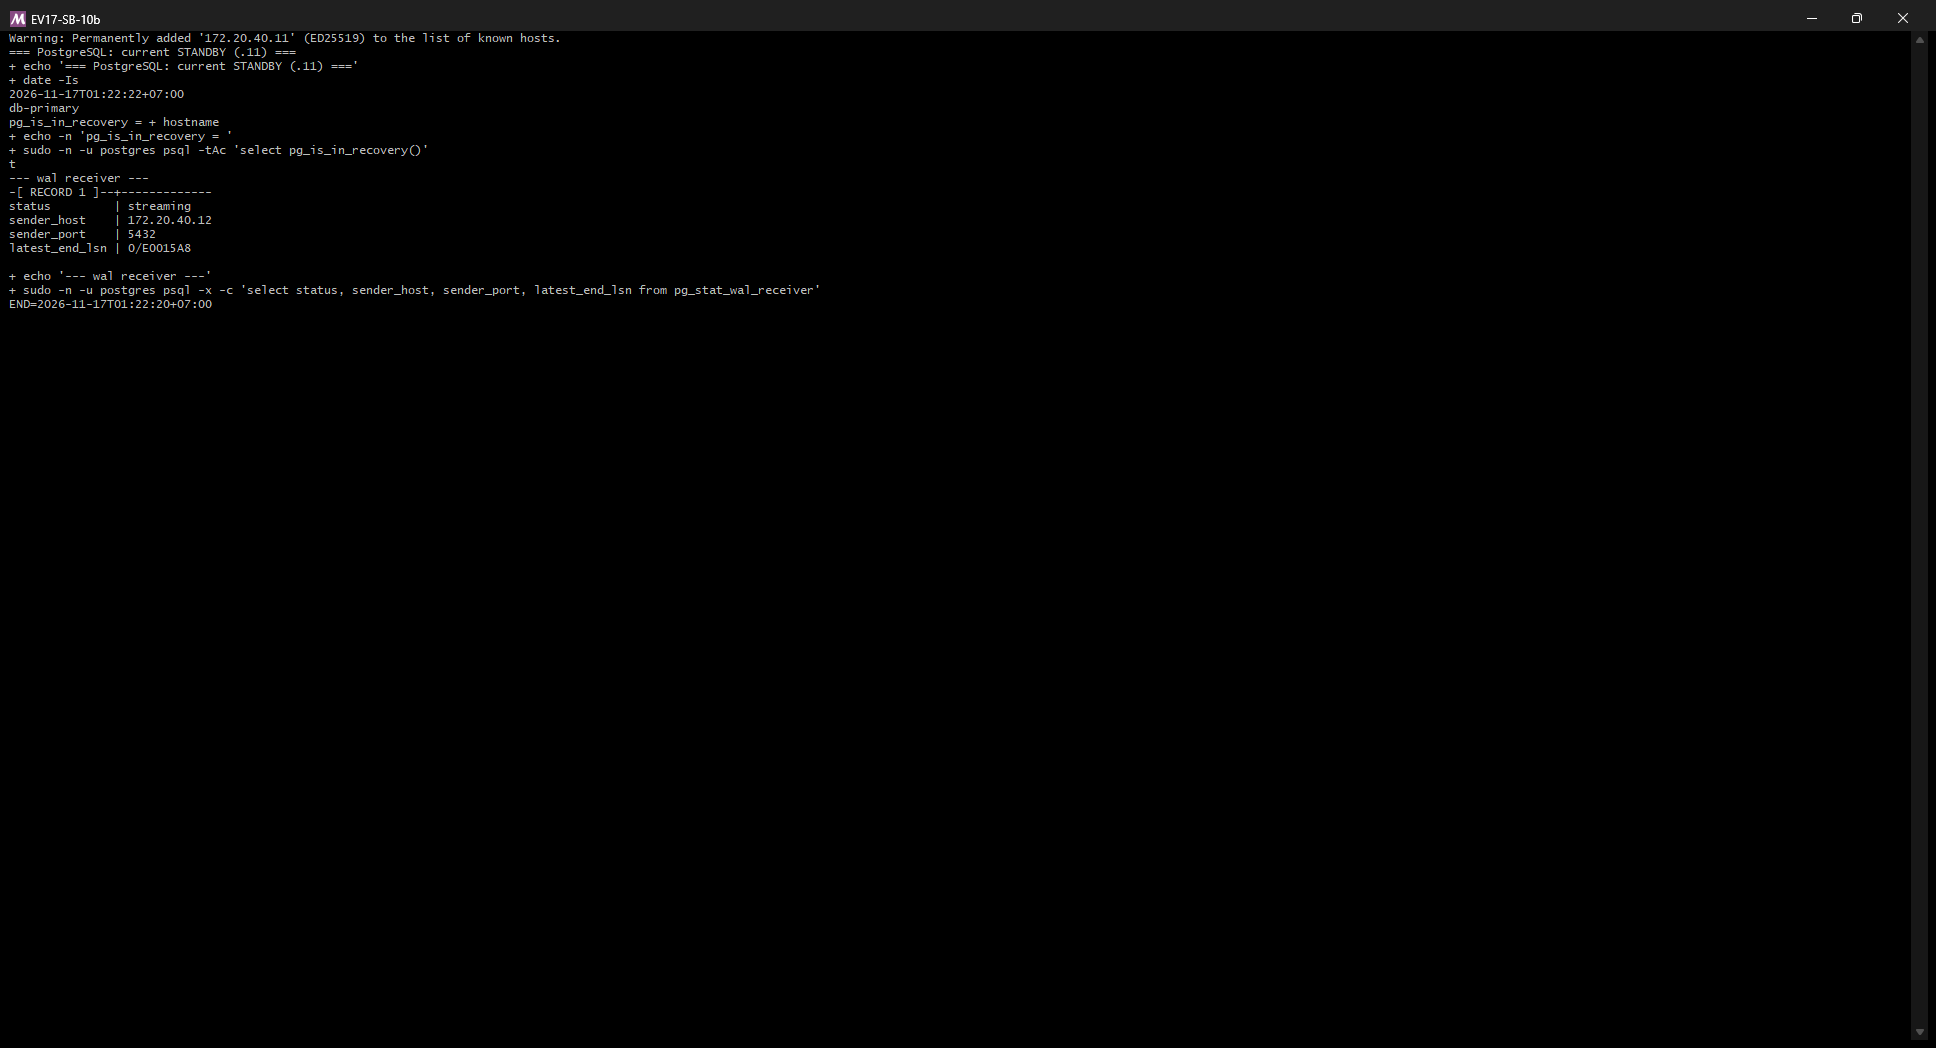 EV17-SB-10b
Warning: Permanently added '172.20.40.11' (ED25519) to the list of known hosts.
=== PostgreSQL: current STANDBY (.11) ===
+ echo '=== PostgreSQL: current STANDBY (.11) ==='
+ date -Is
2026-11-17T01:22:22+07:00
db-primary
pg_is_in_recovery = + hostname
+ echo -n 'pg_is_in_recovery = '
+ sudo -n -u postgres psql -tAc 'select pg_is_in_recovery()'
t
--- wal receiver ---
-[ RECORD 1 ]--+-------------
status         | streaming
sender_host    | 172.20.40.12
sender_port    | 5432
latest_end_lsn | 0/E0015A8
+ echo '--- wal receiver ---'
+ sudo -n -u postgres psql -x -c 'select status, sender_host, sender_port, latest_end_lsn from pg_stat_wal_receiver'
END=2026-11-17T01:22:20+07:00